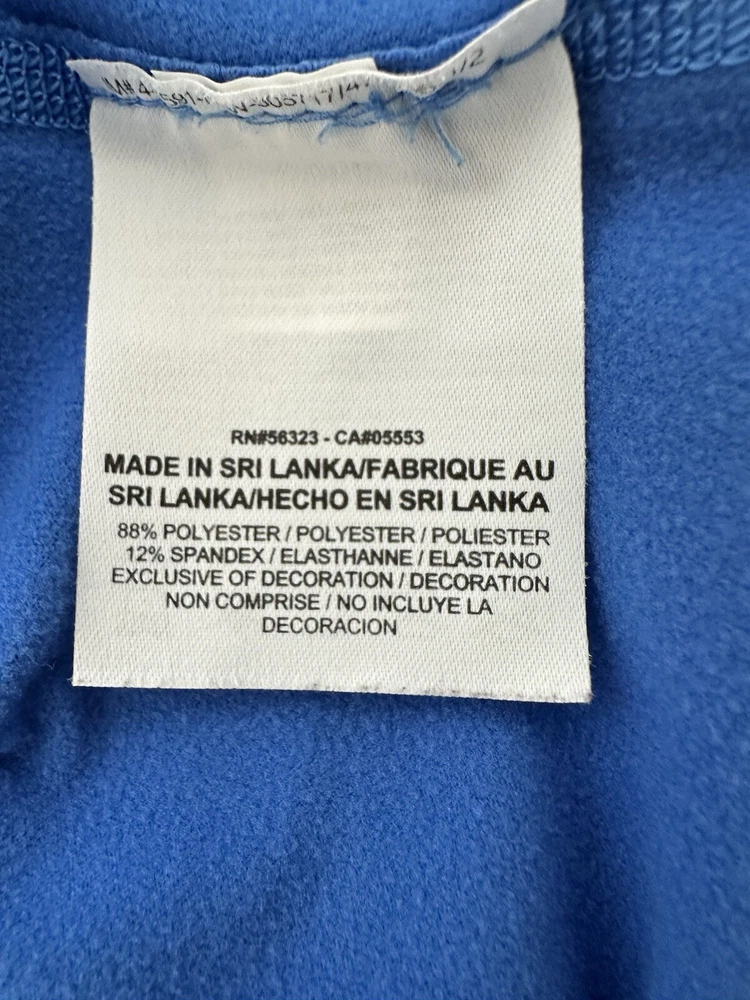 RN#56323 - CA#05553
MADE IN SRI LANKA/FABRIQUE AU
SRI LANKA/HECHO EN SRI LANKA
88% POLYESTER / POLYESTER / POLIESTER
12% SPANDEX / ELASTHANNE / ELASTANO
EXCLUSIVE OF DECORATION / DECORATION
NON COMPRISE / NO INCLUYE LA
DECORACION